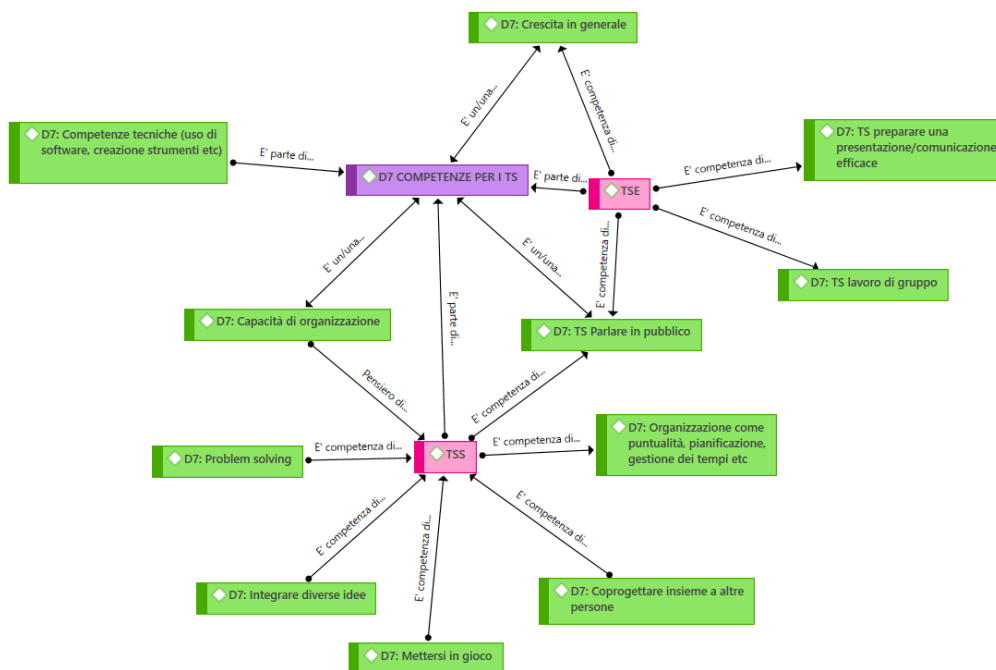 D7: Crescita in generale
E' competenza di...
E' un/una...
D7: Competenze tecniche (uso di
software, creazione strumenti etc)
E' parte di...
D7 COMPETENZE PER I TS
E' parte di...
TSE
E' competenza di...
D7: TS preparare una
presentazione/comunicazione
efficace
E' competenza di...
D7: TS lavoro di gruppo
E' un/una...
E' un/una...
E' competenza di...
E' parte di...
D7: Capacità di organizzazione
D7: TS Parlare in pubblico
Pensiero di...
E' competenza di...
D7: Problem solving
E' competenza di...
TSS
E' competenza di...
D7: Organizzazione come
puntualità, pianificazione,
gestione dei tempi etc
E' competenza di...
E' competenza di...
E' competenza di...
D7: Integrare diverse idee
D7: Coprogettare insieme a altre
persone
D7: Mettersi in gioco